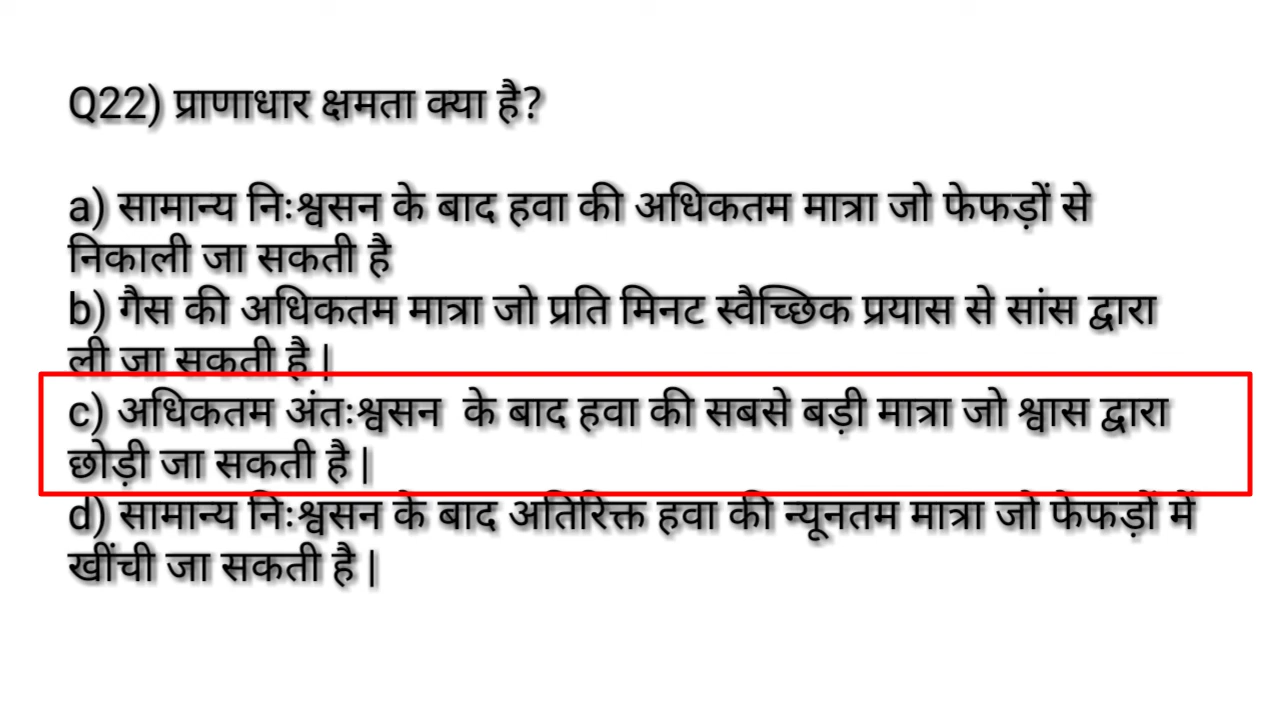 Q22) प्राणाधार क्षमता क्या है?
a) सामान्य निःश्वसन के बाद हवा की अधिकतम मात्रा जो फेफड़ों से
निकाली जा सकती है
b) गैस की अधिकतम मात्रा जो प्रति मिनट स्वैच्छिक प्रयास से सांस द्वारा
ली जा सकती है |
c) अधिकतम अंतःश्वसन के बाद हवा की सबसे बड़ी मात्रा जो श्वास द्वारा
छोड़ी जा सकती है |
d) सामान्य निःश्वसन के बाद अतिरिक्त हवा की न्यूनतम मात्रा जो फेफड़ों में
खींची जा सकती है |